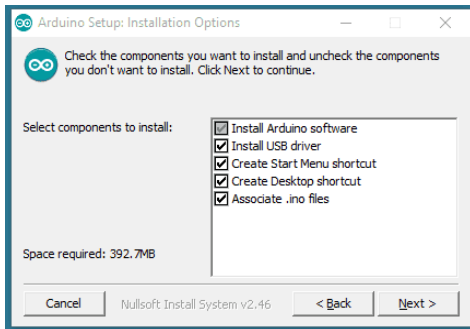 Arduino Setup: Installation Options
Check the components you want to install and uncheck the components
you don't want to install. Click Next to continue.
Select components to install:
Install Arduino software
Install USB driver
Create Start Menu shortcut
Create Desktop shortcut
Associate .ino files
Space required: 392.7MB
Cancel
Nullsoft Install System v2.46
< Back
Next >